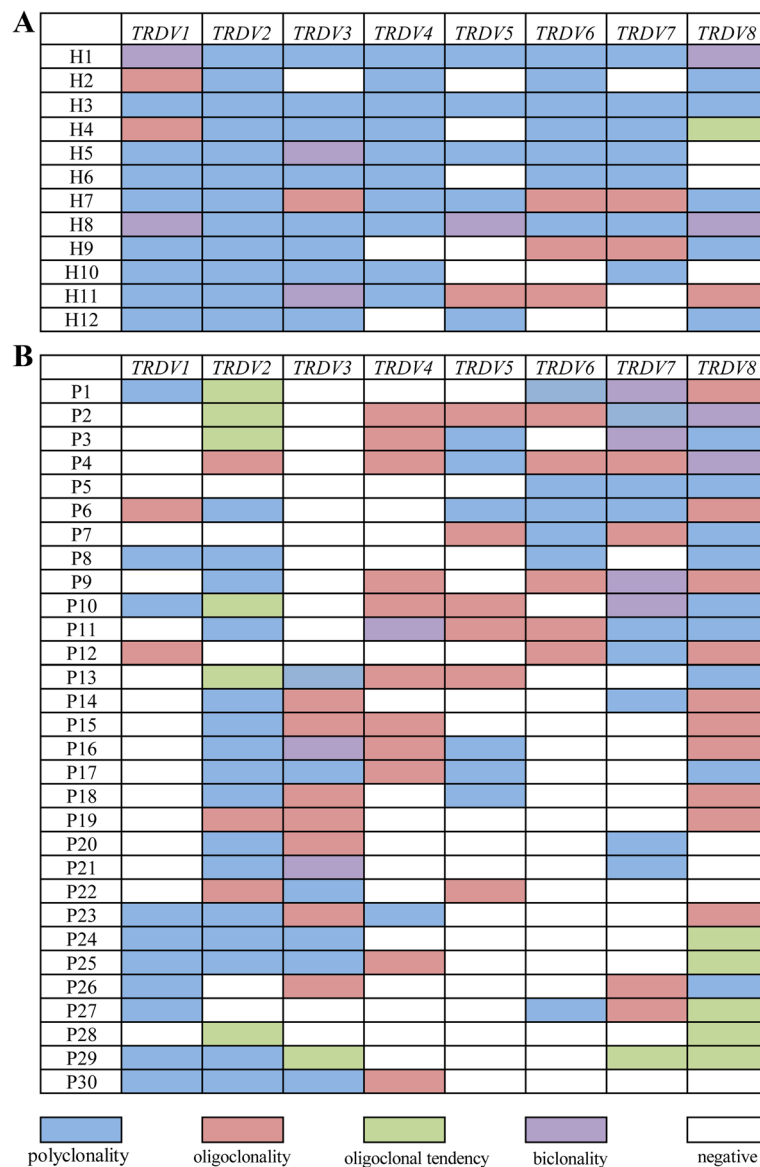 A
TRDV1 TRDV2 TRDV3 TRDV4 TRDV5 TRDV6 TRDV7 TRDV8
H1
H2
H3
H4
H5
H6
H7
H8
H9
H10
H11
H12
B
TRDV1 TRDV2 TRDV3 TRDV4 TRDV5 TRDV6 TRDV7 TRDV8
P1
P2
P3
P4
P5
P6
P7
P8
P9
P10
P11
P12
P13
P14
P15
P16
P17
P18
P19
P20
P21
P22
P23
P24
P25
P26
P27
P28
P29
P30
polyclonality oligoclonality oligoclonal tendency biclonality negative